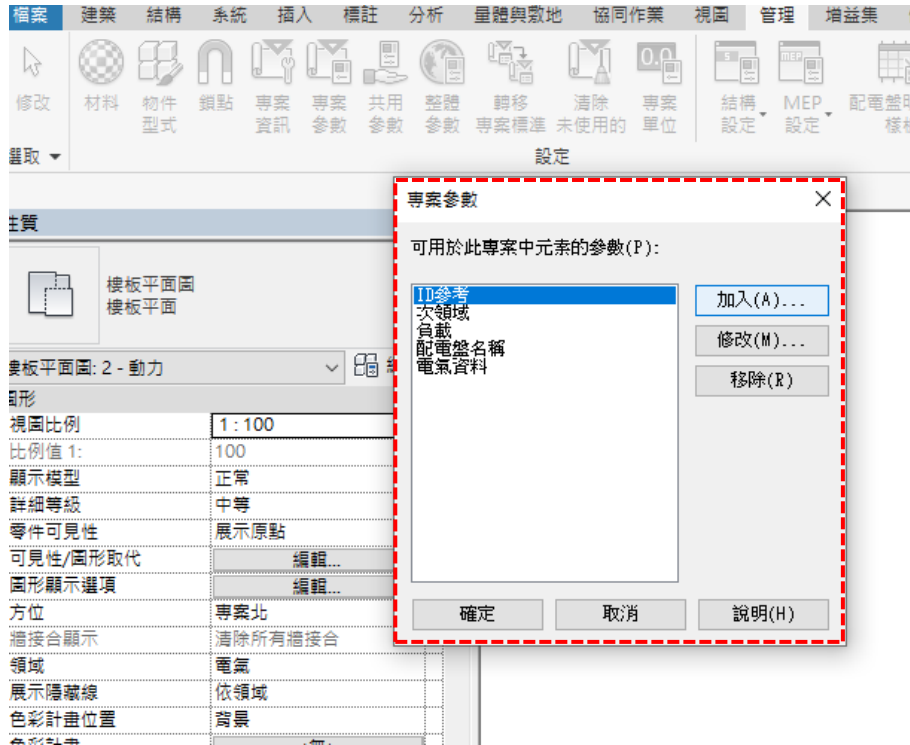 檔案 建築 結構 系統 插入 標註 分析 量體與敷地 協同作業 視圖 管理 增益集
修改 材料 物件型式 鎖點 專案資訊 專案參數 共用參數 整體參數 轉移專案標準 清除未使用的 專案單位 結構設定 MEP設定
選取 設定
專案參數
可用於此專案中元素的參數(P):
ID參考
次領域
負載
配電盤名稱
電氣資料
加入(A)...
修改(M)...
移除(R)
確定 取消 說明(H)
性質
樓板平面圖
樓板平面
樓板平面圖: 2 - 動力
圖形
視圖比例 1 : 100
比例值 1: 100
顯示模型 正常
詳細等級 中等
零件可見性 展示原點
可見性/圖形取代 編輯...
圖形顯示選項 編輯...
方位 專案北
牆接合顯示 清除所有牆接合
領域 電氣
展示隱藏線 依領域
色彩計畫位置 背景